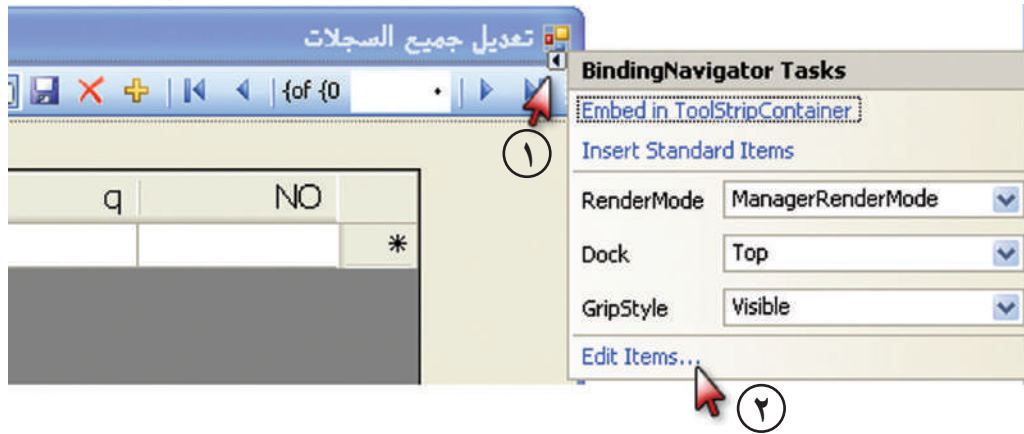 تعديل جميع السجلات
{of {0
٠
١
q NO
*
BindingNavigator Tasks
Embed in ToolStripContainer
Insert Standard Items
RenderMode ManagerRenderMode
Dock Top
GripStyle Visible
Edit Items...
٢